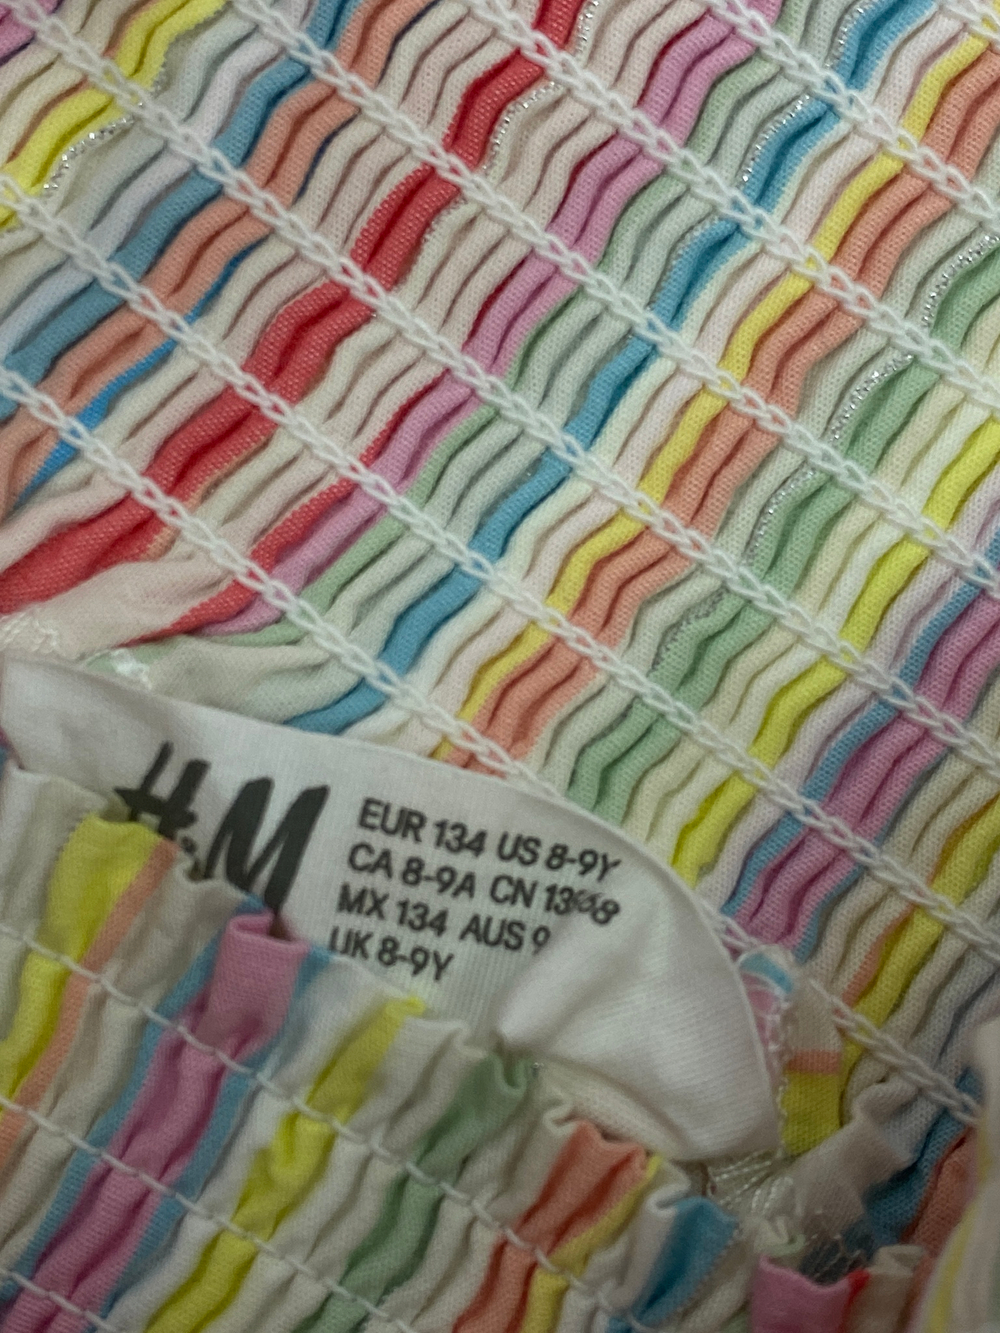 H&M
EUR 134 US 8-9Y
CA 8-9A CN
MX 134 AUS 9
UK 8-9Y